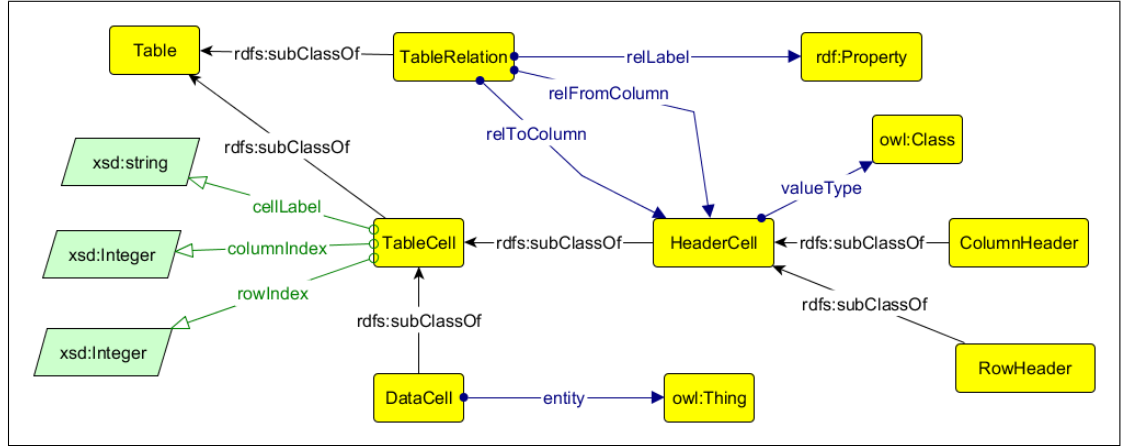 Table
rdfs:subClassOf
TableRelation
relLabel
rdf:Property
relFromColumn
relToColumn
owl:Class
xsd:string
rdfs:subClassOf
valueType
cellLabel
xsd:Integer
columnIndex
TableCell
rdfs:subClassOf
HeaderCell
rdfs:subClassOf
ColumnHeader
rowIndex
rdfs:subClassOf
rdfs:subClassOf
xsd:Integer
RowHeader
DataCell
entity
owl:Thing